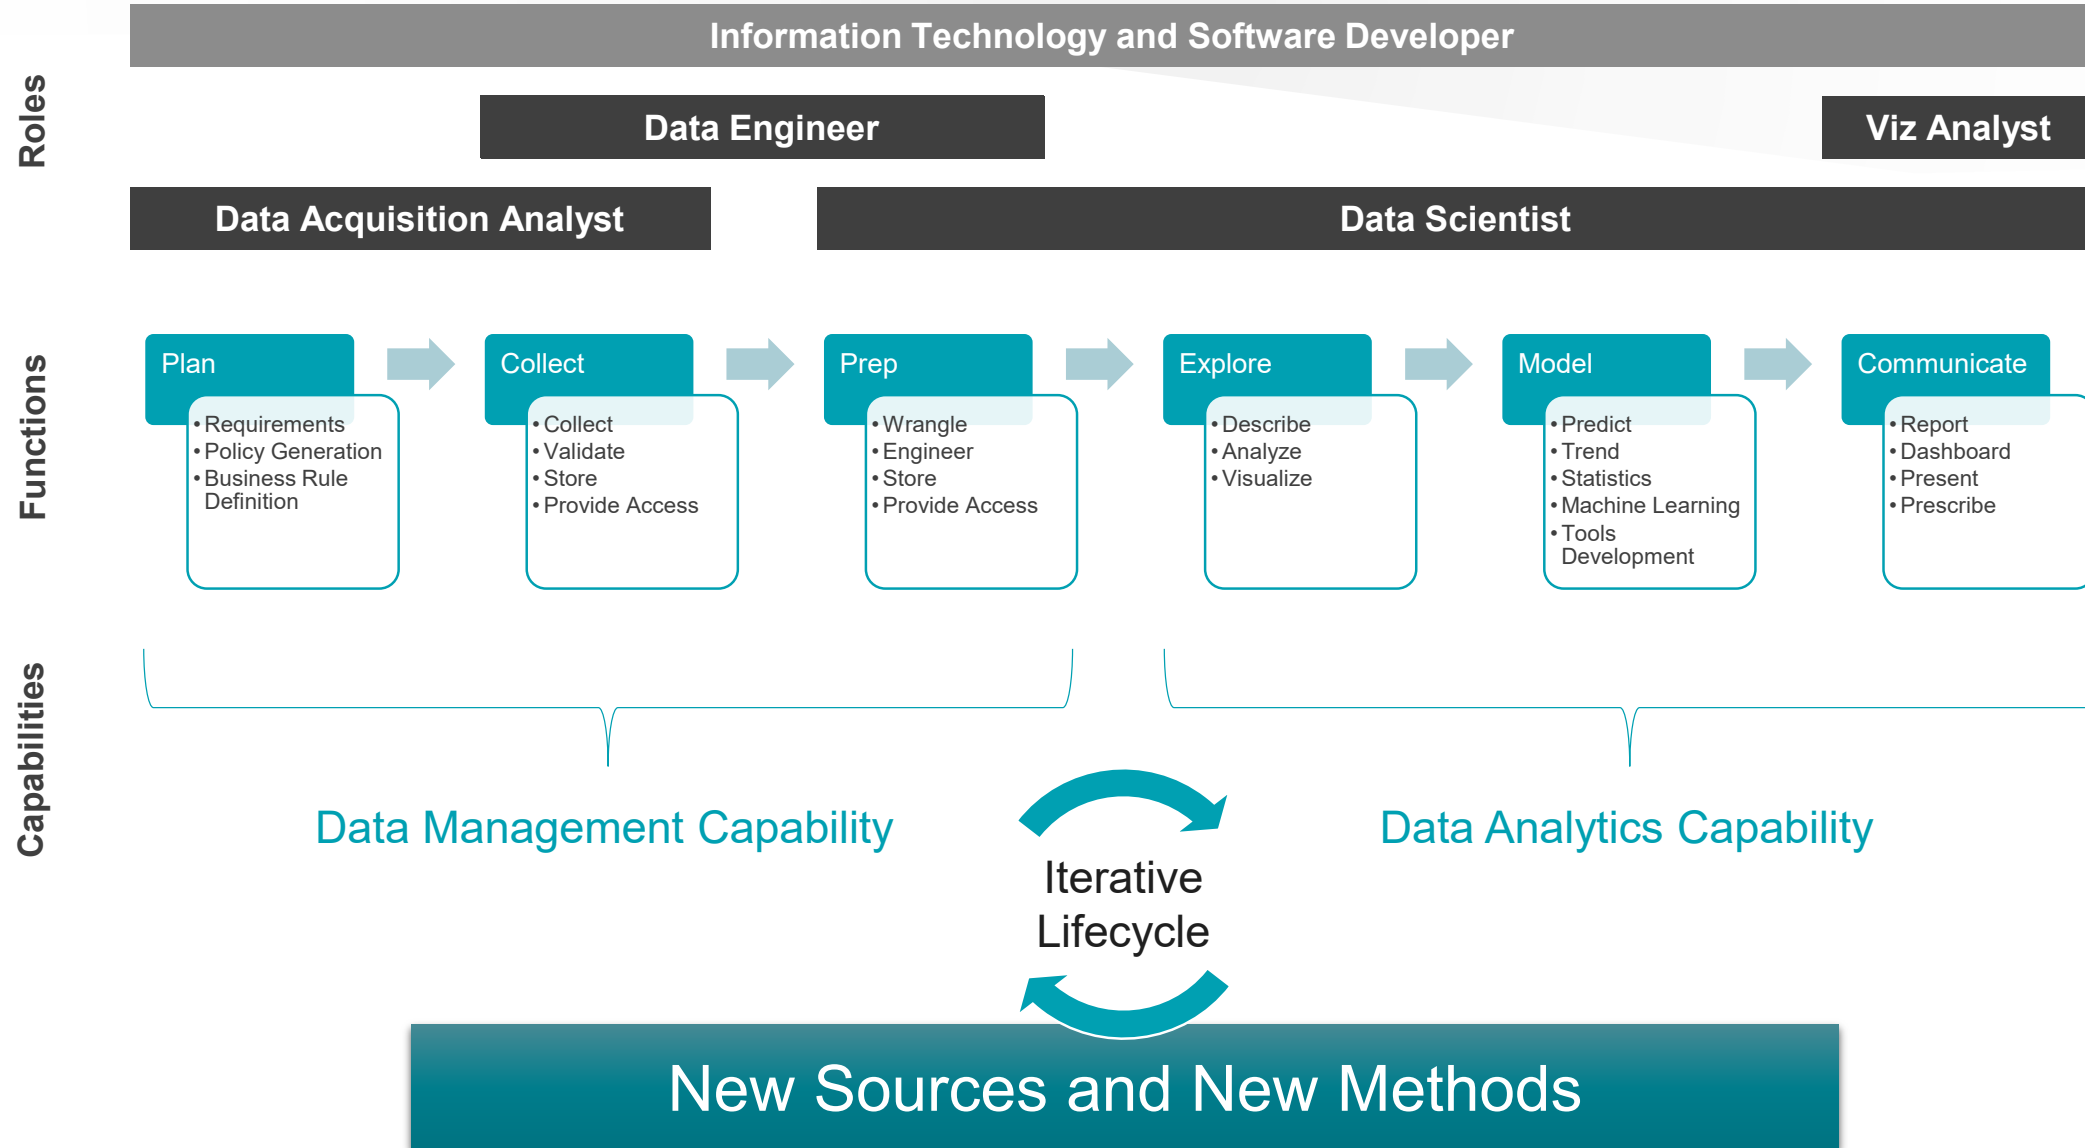 Information Technology and Software Developer
Roles
Data Engineer
Viz Analyst
Data Acquisition Analyst
Data Scientist
Functions
Plan
• Requirements
• Policy Generation
• Business Rule
Definition
Collect
• Collect
• Validate
• Store
• Provide Access
Prep
• Wrangle
• Engineer
• Store
• Provide Access
Explore
• Describe
• Analyze
• Visualize
Model
• Predict
• Trend
• Statistics
• Machine Learning
• Tools
Development
Communicate
• Report
• Dashboard
• Present
• Prescribe
Capabilities
Data Management Capability
Data Analytics Capability
Iterative
Lifecycle
New Sources and New Methods